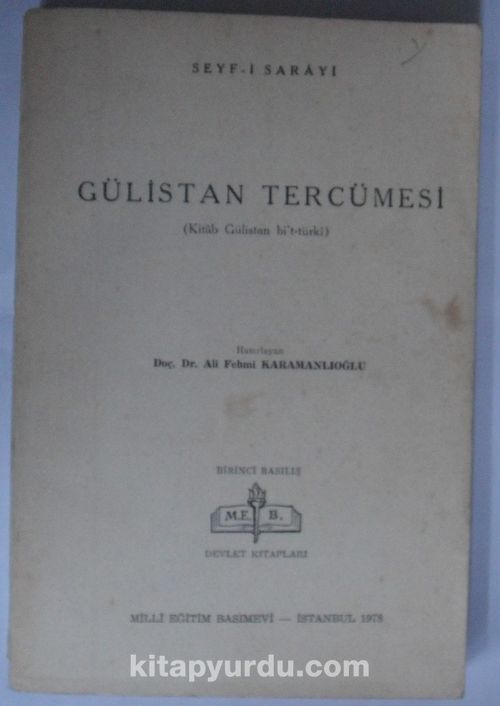 SEYF-İ SARÂYÎ
GÜLİSTAN TERCÜMESİ
(Kitâb Gülistan bi't-türkî)
Hazırlayan
Doç. Dr. Ali Fehmi KARAMANLIOĞLU
BİRİNCİ BASILIŞ
M.E. B.
DEVLET KİTAPLARI
MİLLÎ EĞİTİM BASIMEVİ — İSTANBUL 1978
kitapyurdu.com